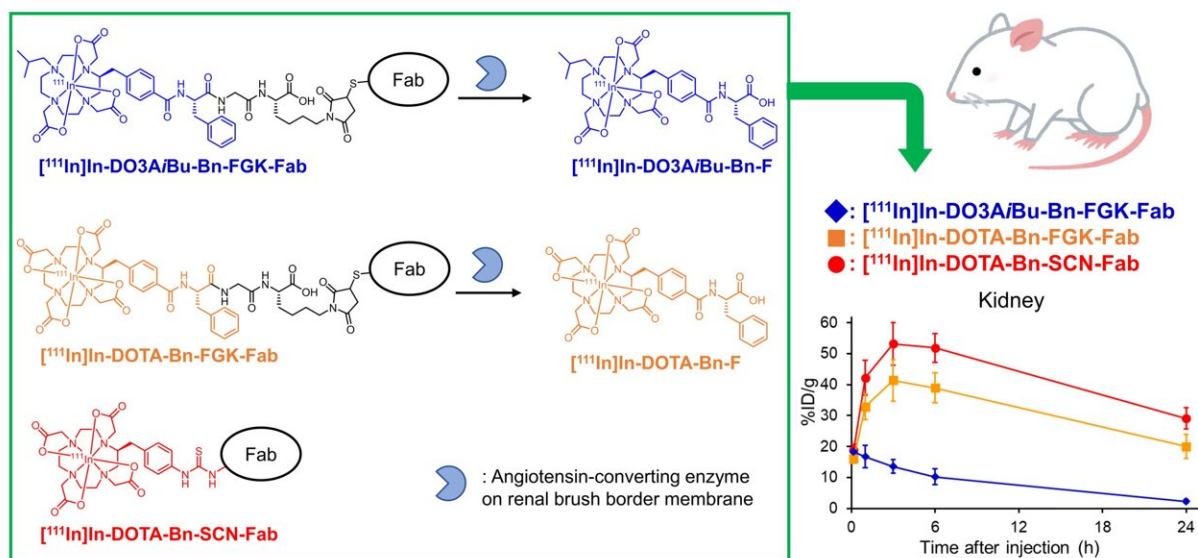 Fab
[¹¹¹In]In-DO3AiBu-Bn-FGK-Fab
[¹¹¹In]In-DO3AiBu-Bn-F
Fab
[¹¹¹In]In-DOTA-Bn-FGK-Fab
[¹¹¹In]In-DOTA-Bn-F
Fab
[¹¹¹In]In-DOTA-Bn-SCN-Fab
: Angiotensin-converting enzyme
on renal brush border membrane
: [¹¹¹In]In-DO3AiBu-Bn-FGK-Fab
: [¹¹¹In]In-DOTA-Bn-FGK-Fab
: [¹¹¹In]In-DOTA-Bn-SCN-Fab
Kidney
%ID/g
60
50
40
30
20
10
0
0 6 12 18 24
Time after injection (h)